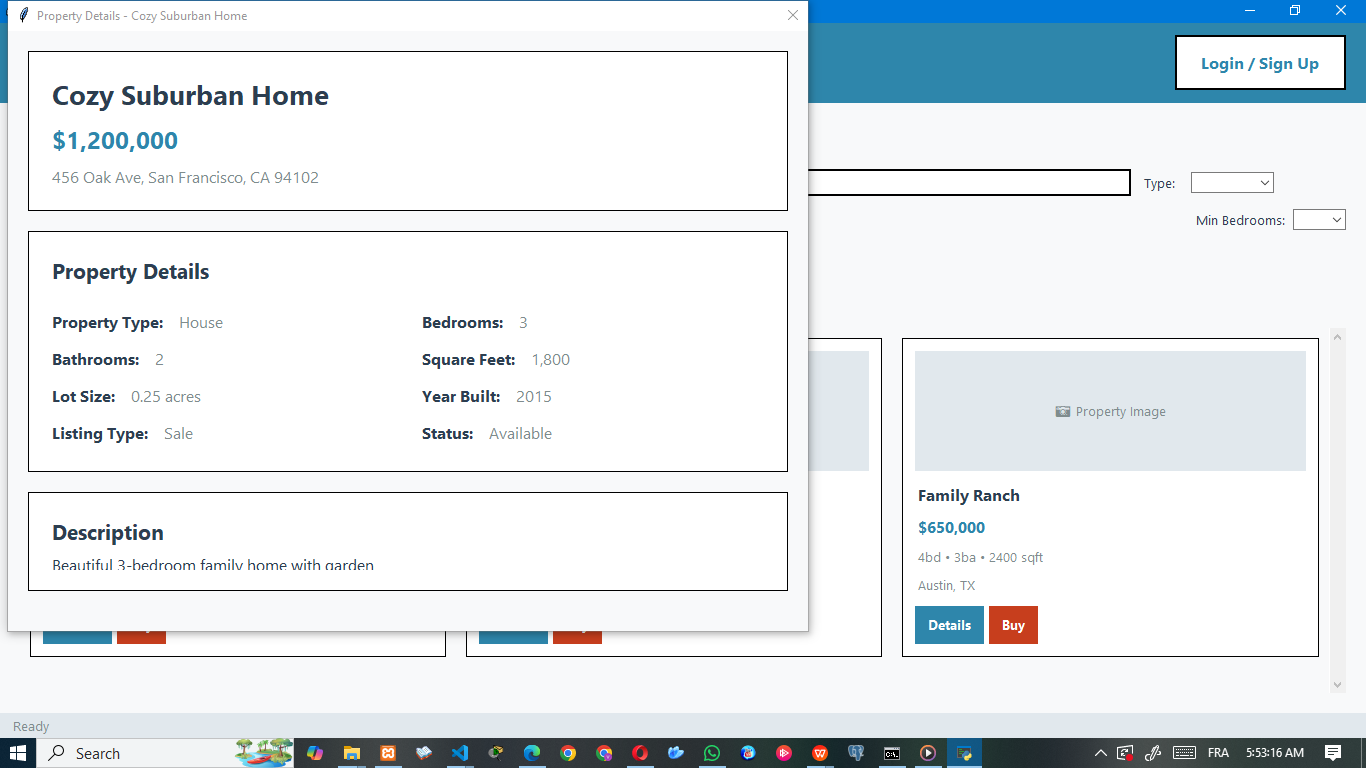 Property Details - Cozy Suburban Home
Login / Sign Up
Cozy Suburban Home
$1,200,000
456 Oak Ave, San Francisco, CA 94102
Type:
Min Bedrooms:
Property Details
Property Type: House
Bedrooms: 3
Bathrooms: 2
Square Feet: 1,800
Lot Size: 0.25 acres
Year Built: 2015
Listing Type: Sale
Status: Available
Description
Beautiful 3-bedroom family home with garden
Property Image
Family Ranch
$650,000
4bd • 3ba • 2400 sqft
Austin, TX
Details
Buy
Ready
Search
FRA
5:53:16 AM